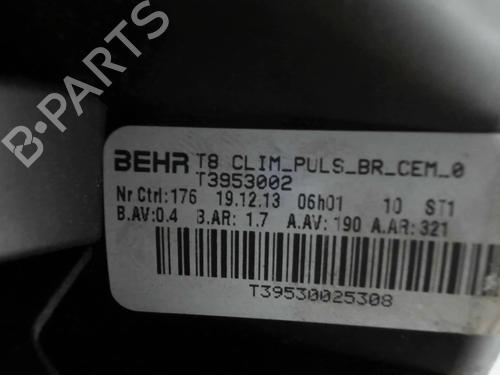 BEHR T8 CLIM_PULS_BR_CEM_0
T3953002
Nr Ctrl:176 19.12.13 06h01 10 ST1
B.AV:0.4 B.AR: 1.7 A.AV: 190 A.AR:321
T39530025308
B-PARTS